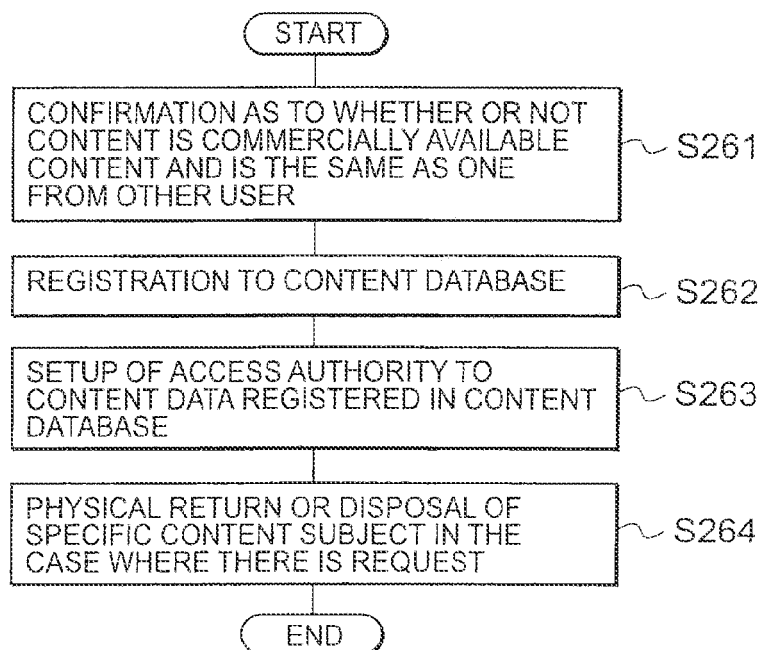 START
CONFIRMATION AS TO WHETHER OR NOT
CONTENT IS COMMERCIALLY AVAILABLE
CONTENT AND IS THE SAME AS ONE
FROM OTHER USER
S261
REGISTRATION TO CONTENT DATABASE
S262
SETUP OF ACCESS AUTHORITY TO
CONTENT DATA REGISTERED IN CONTENT
DATABASE
S263
PHYSICAL RETURN OR DISPOSAL OF
SPECIFIC CONTENT SUBJECT IN THE
CASE WHERE THERE IS REQUEST
S264
END